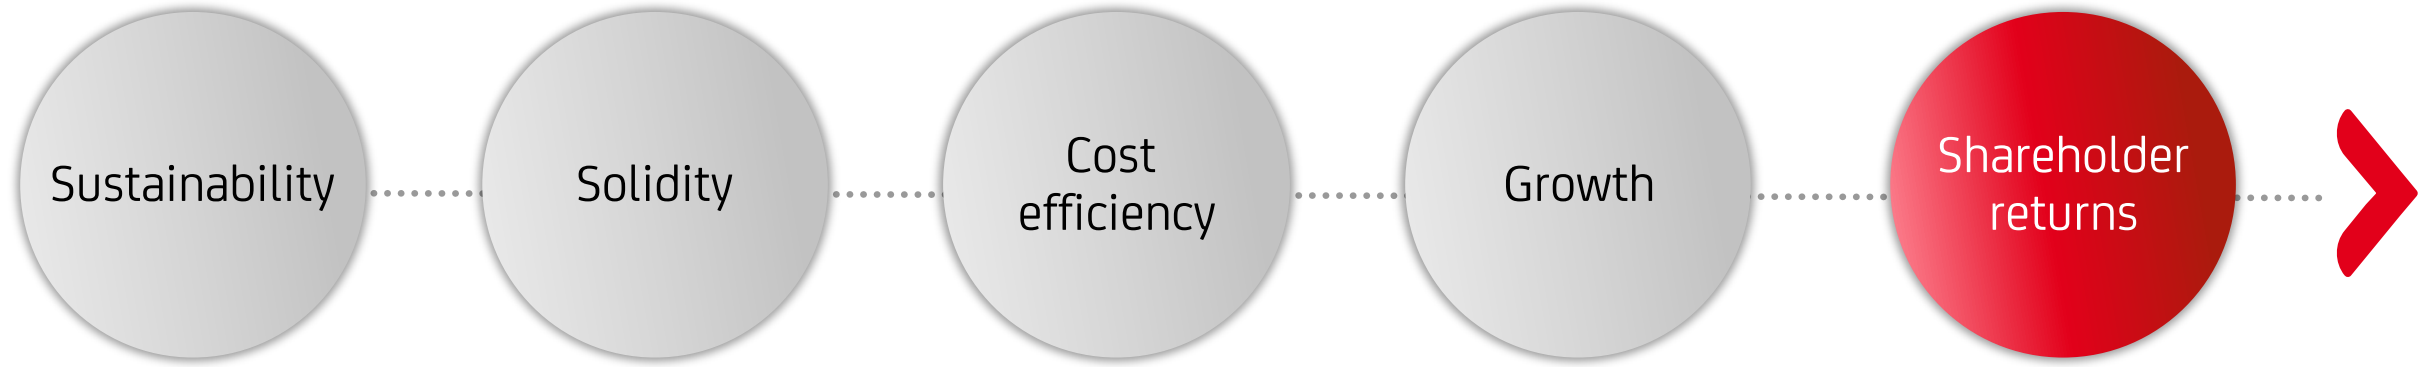 Sustainability
Solidity
Cost
efficiency
Growth
Shareholder
returns